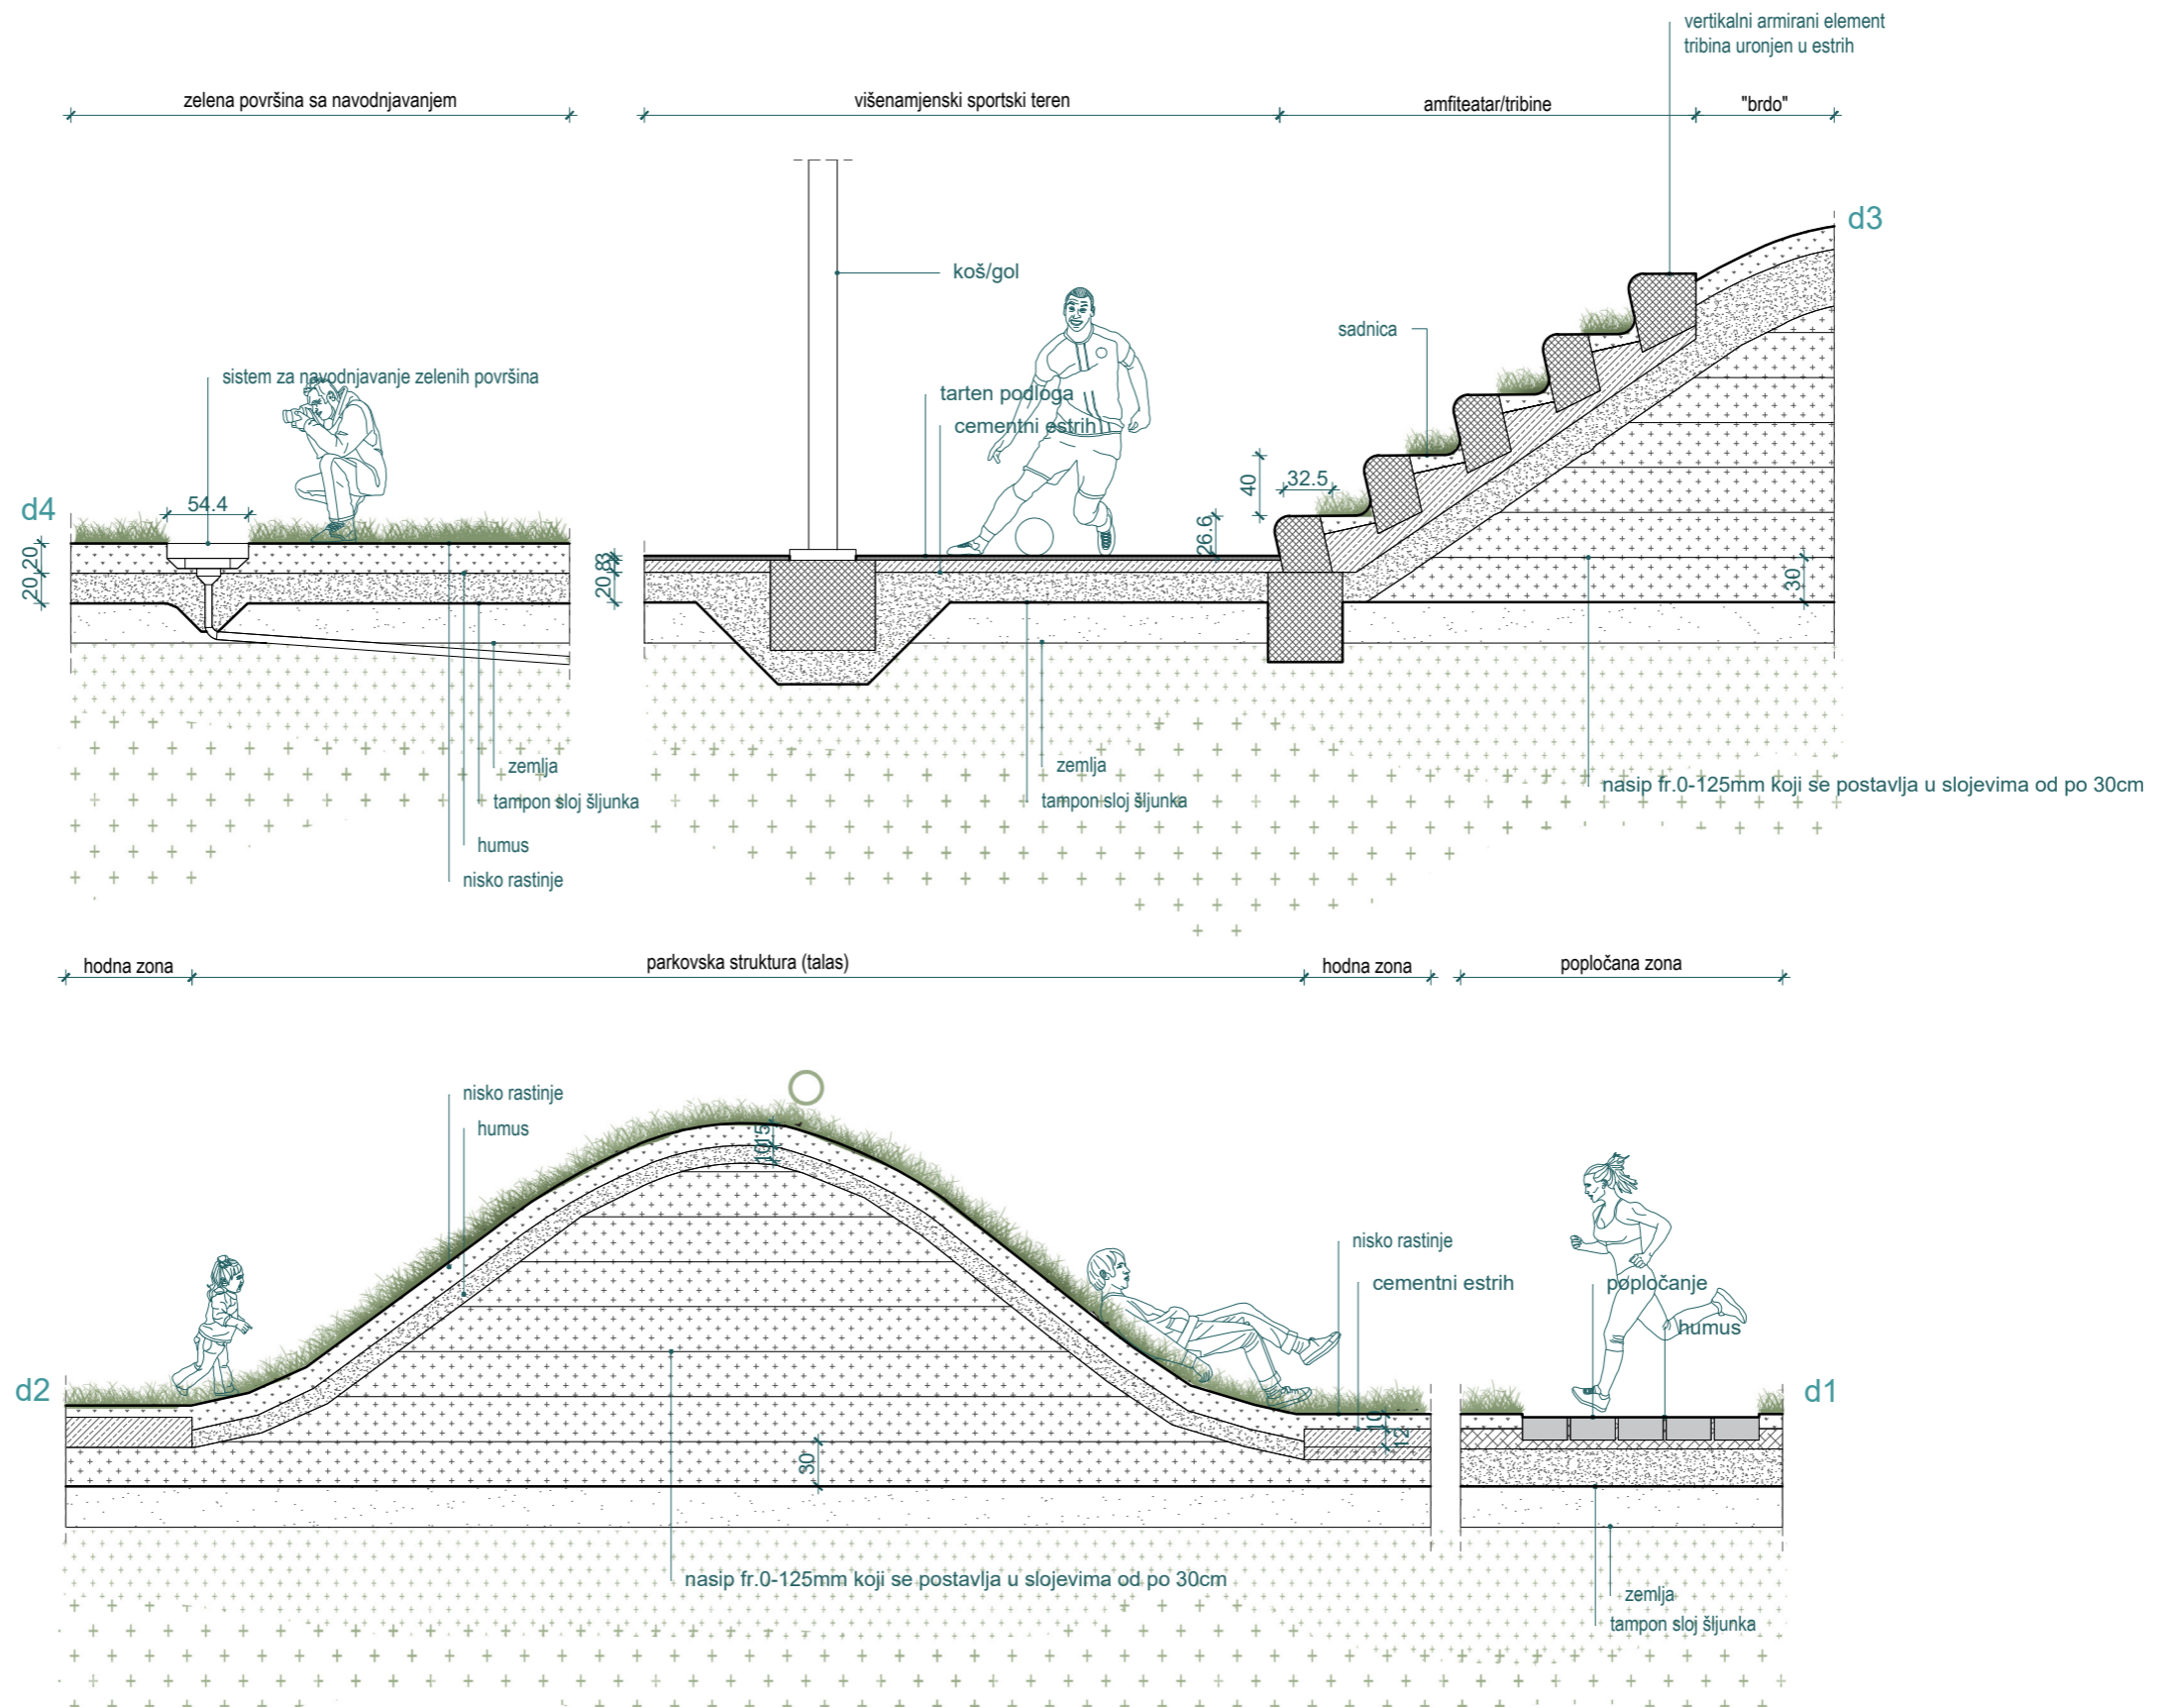 vertikalni armirani element
tribina uronjen u estrih
zelena površina sa navodnjavanjem
višenamjenski sportski teren
amfiteatar/tribine
"brdo"
d3
koš/gol
sadnica
sistem za navodnjavanje zelenih površina
tarten podloga
cementni estrih
40
32.5
54.4
d4
26.6
20
20
20
8
3
30
zemlja
tampon sloj šljunka
humus
nisko rastinje
zemlja
tampon sloj šljunka
nasip fr.0-125mm koji se postavlja u slojevima od po 30cm
hodna zona
parkovska struktura (talas)
hodna zona
popločana zona
nisko rastinje
humus
15
10
nisko rastinje
cementni estrih
popločanje
humus
d2
d1
10
12
30
nasip fr.0-125mm koji se postavlja u slojevima od po 30cm
zemlja
tampon sloj šljunka